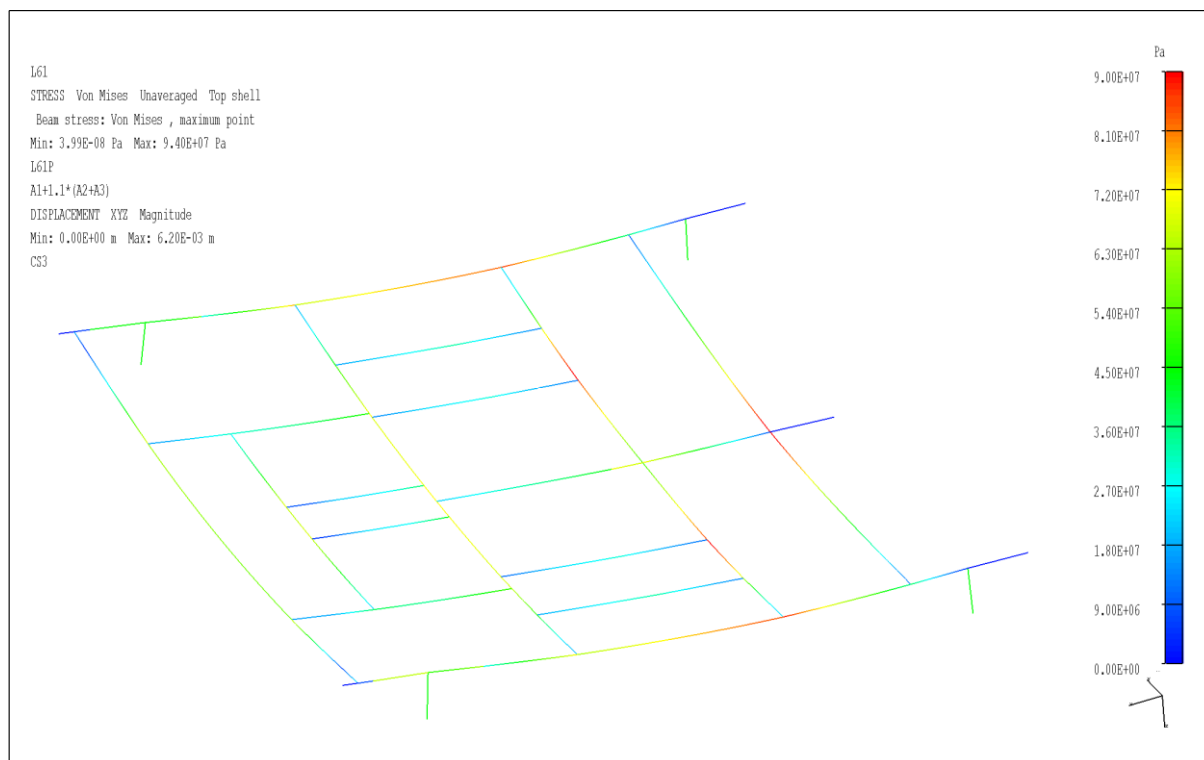 L61
STRESS Von Mises Unaveraged Top shell
Beam stress: Von Mises , maximum point
Min: 3.99E-08 Pa Max: 9.40E+07 Pa
L61P
A1+1.1*(A2+A3)
DISPLACEMENT XYZ Magnitude
Min: 0.00E+00 m Max: 6.20E-03 m
CS3
Pa
9.00E+07
8.10E+07
7.20E+07
6.30E+07
5.40E+07
4.50E+07
3.60E+07
2.70E+07
1.80E+07
9.00E+06
0.00E+00